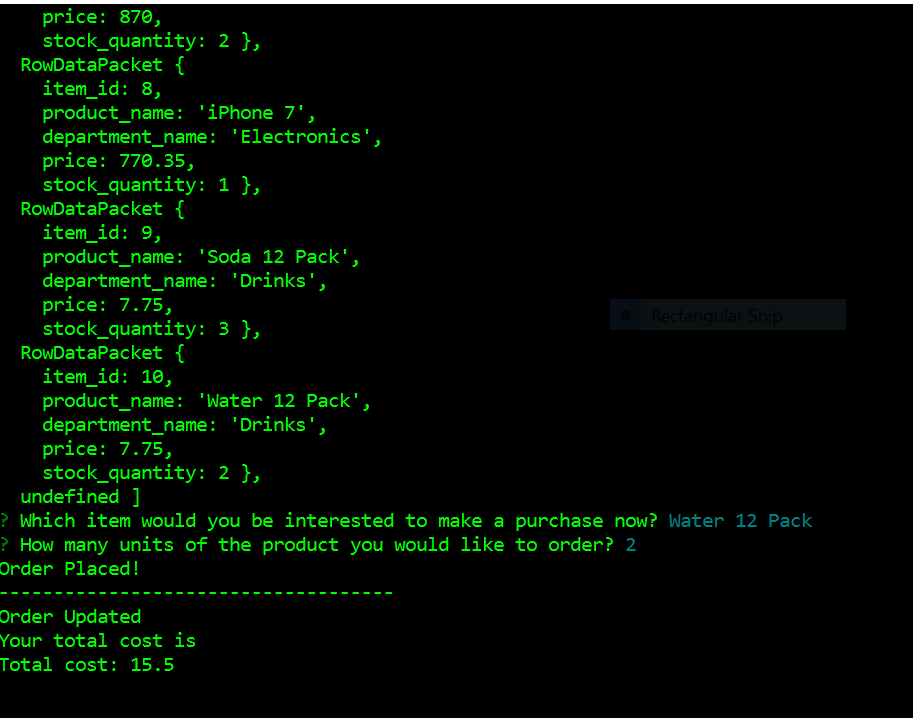 price: 870,
stock_quantity: 2 },
RowDataPacket {
item_id: 8,
product_name: 'iPhone 7',
department_name: 'Electronics',
price: 770.35,
stock_quantity: 1 },
RowDataPacket {
item_id: 9,
product_name: 'Soda 12 Pack',
department_name: 'Drinks',
price: 7.75,
stock_quantity: 3 },
Rectangular Snip
RowDataPacket {
item_id: 10,
product_name: 'Water 12 Pack',
department_name: 'Drinks',
price: 7.75,
stock_quantity: 2 },
undefined ]
? Which item would you be interested to make a purchase now? Water 12 Pack
? How many units of the product you would like to order? 2
Order Placed!
------------------------------------
Order Updated
Your total cost is
Total cost: 15.5